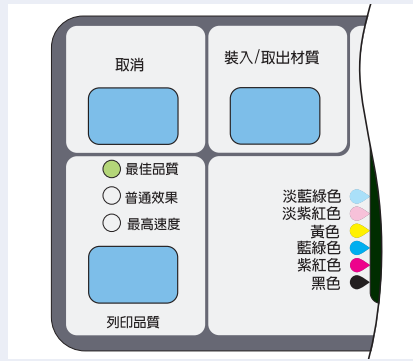 取消
裝入/取出材質
最佳品質
普通效果
最高速度
列印品質
淡藍綠色
淡紫紅色
黃色
藍綠色
紫紅色
黑色